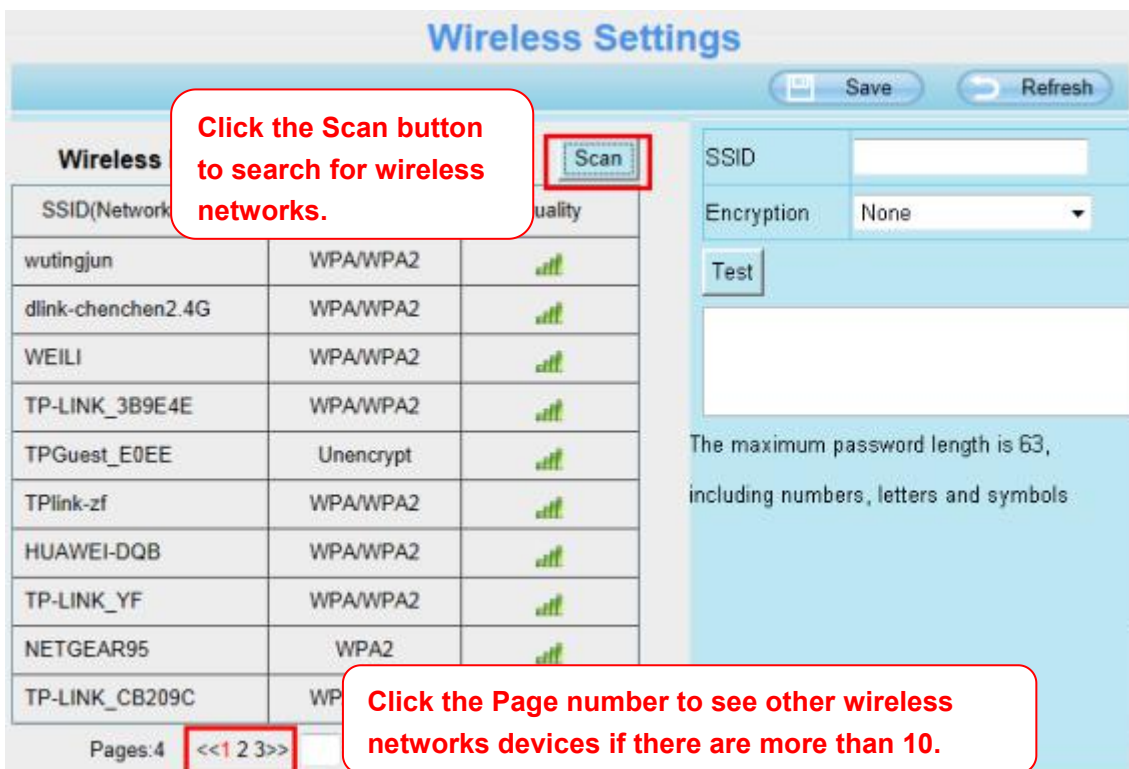 Wireless Settings
Save Refresh
Click the Scan button
to search for wireless
networks.
Wireless Scan
SSID(Network uality
wutingjun WPA/WPA2
dlink-chenchen2.4G WPA/WPA2
WEILI WPA/WPA2
TP-LINK_3B9E4E WPA/WPA2
TPGuest_E0EE Unencrypt
TPlink-zf WPA/WPA2
HUAWEI-DQB WPA/WPA2
TP-LINK_YF WPA/WPA2
NETGEAR95 WPA2
TP-LINK_CB209C WP
Pages:4 <<1 2 3>>
Click the Page number to see other wireless
networks devices if there are more than 10.
SSID
Encryption None
Test
The maximum password length is 63,
including numbers, letters and symbols